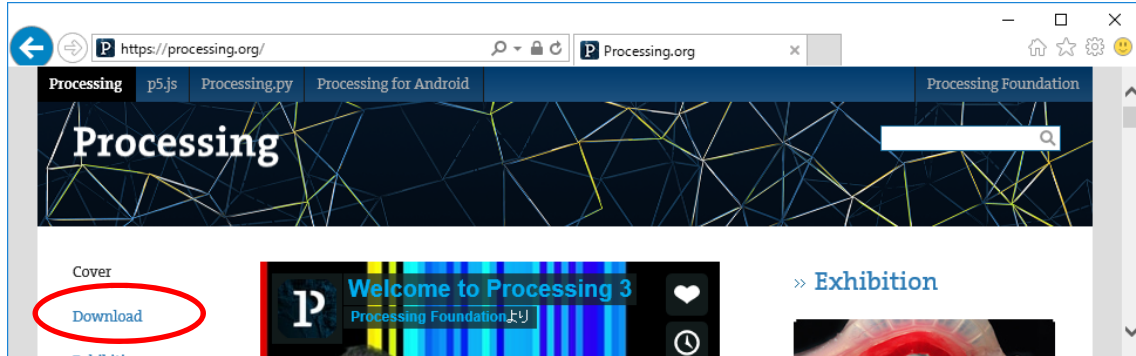 https://processing.org/
Processing.org
Processing p5.js Processing.py Processing for Android Processing Foundation
Processing
Cover
Download
Welcome to Processing 3
Processing Foundationより
» Exhibition